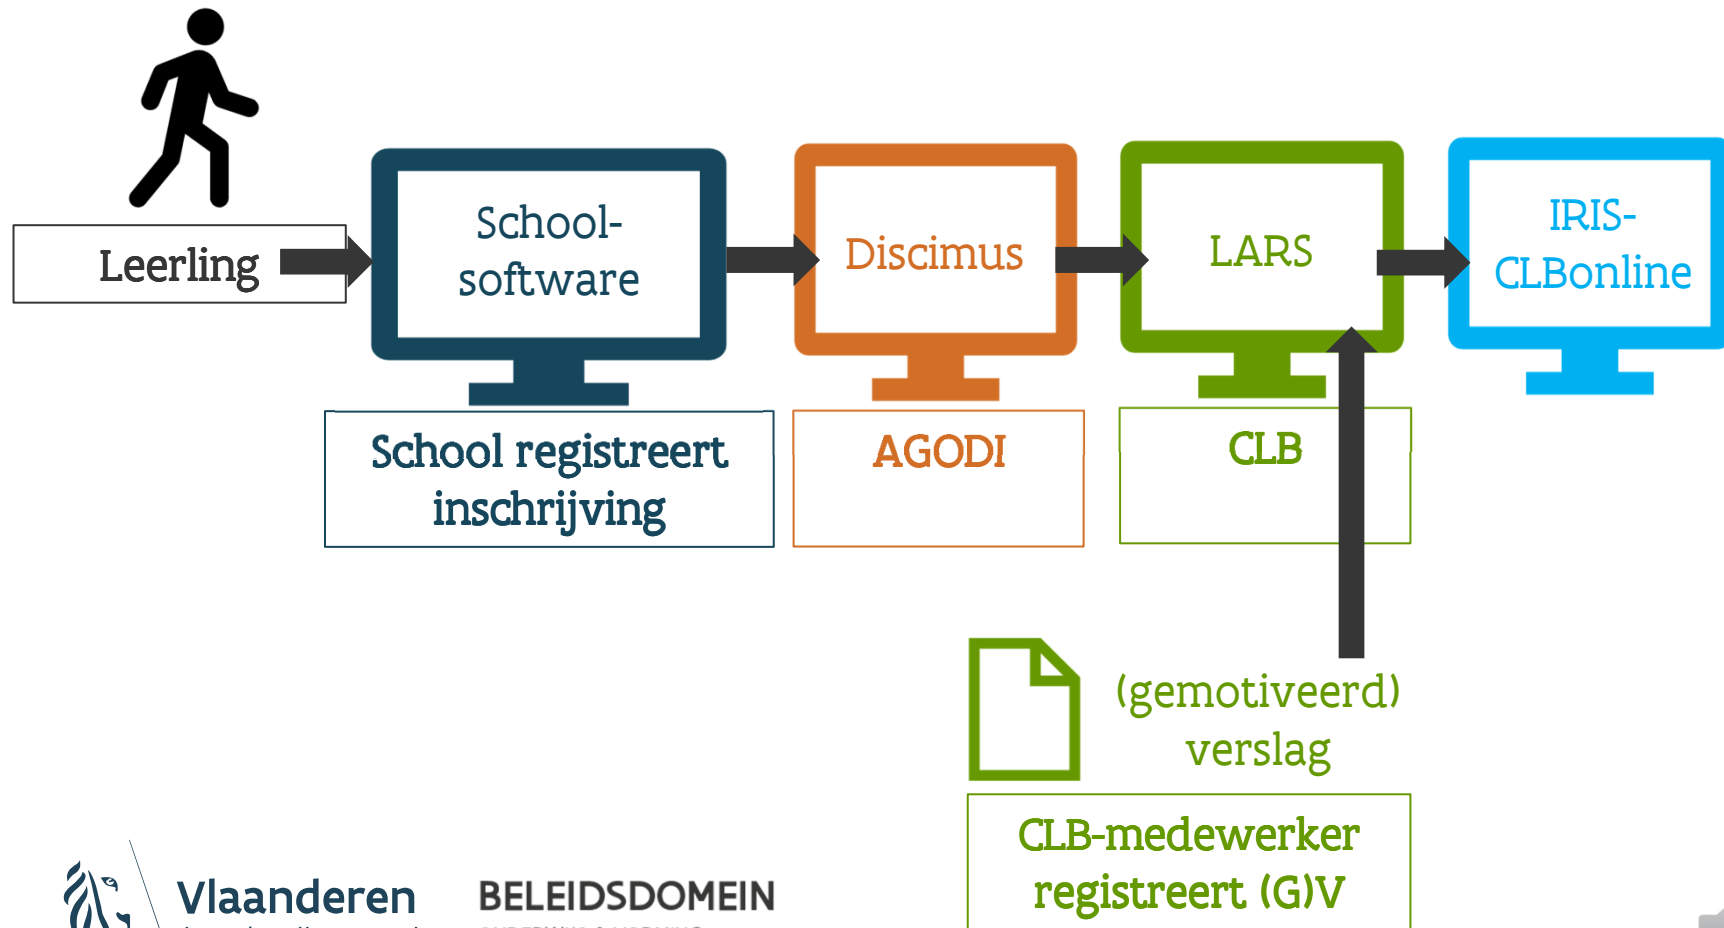 Leerling
School-
software
Discimus
LARS
IRIS-
CLBonline
School registreert
inschrijving
AGODI
CLB
(gemotiveerd)
verslag
CLB-medewerker
registreert (G)V
Vlaanderen
BELEIDSDOMEIN